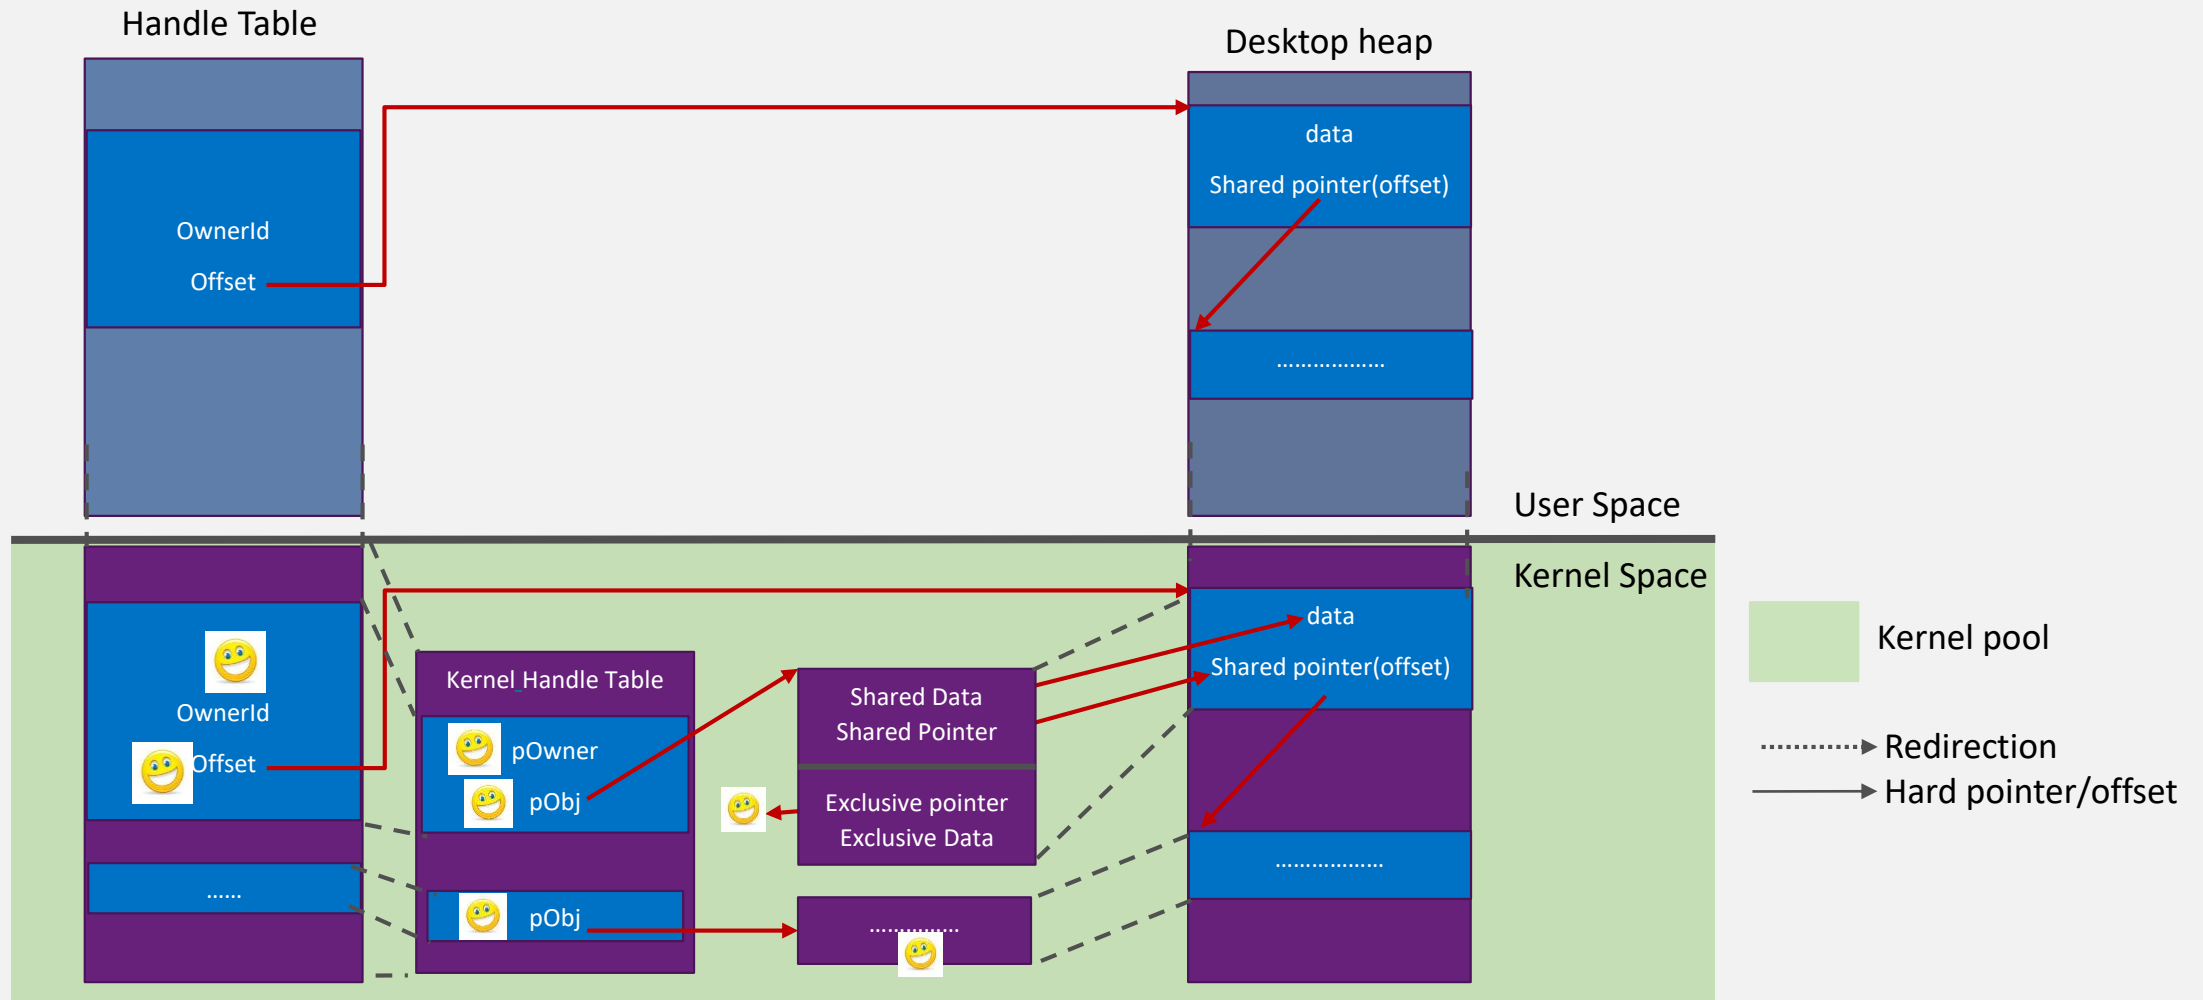 Handle Table
Desktop heap
data
Shared pointer(offset)
OwnerId
Offset
………………
User Space
Kernel Space
data
Shared pointer(offset)
Kernel pool
Kernel Handle Table
OwnerId
Offset
pOwner
pObj
Shared Data
Shared Pointer
Exclusive pointer
Exclusive Data
Redirection
Hard pointer/offset
………………
……
pObj
……………